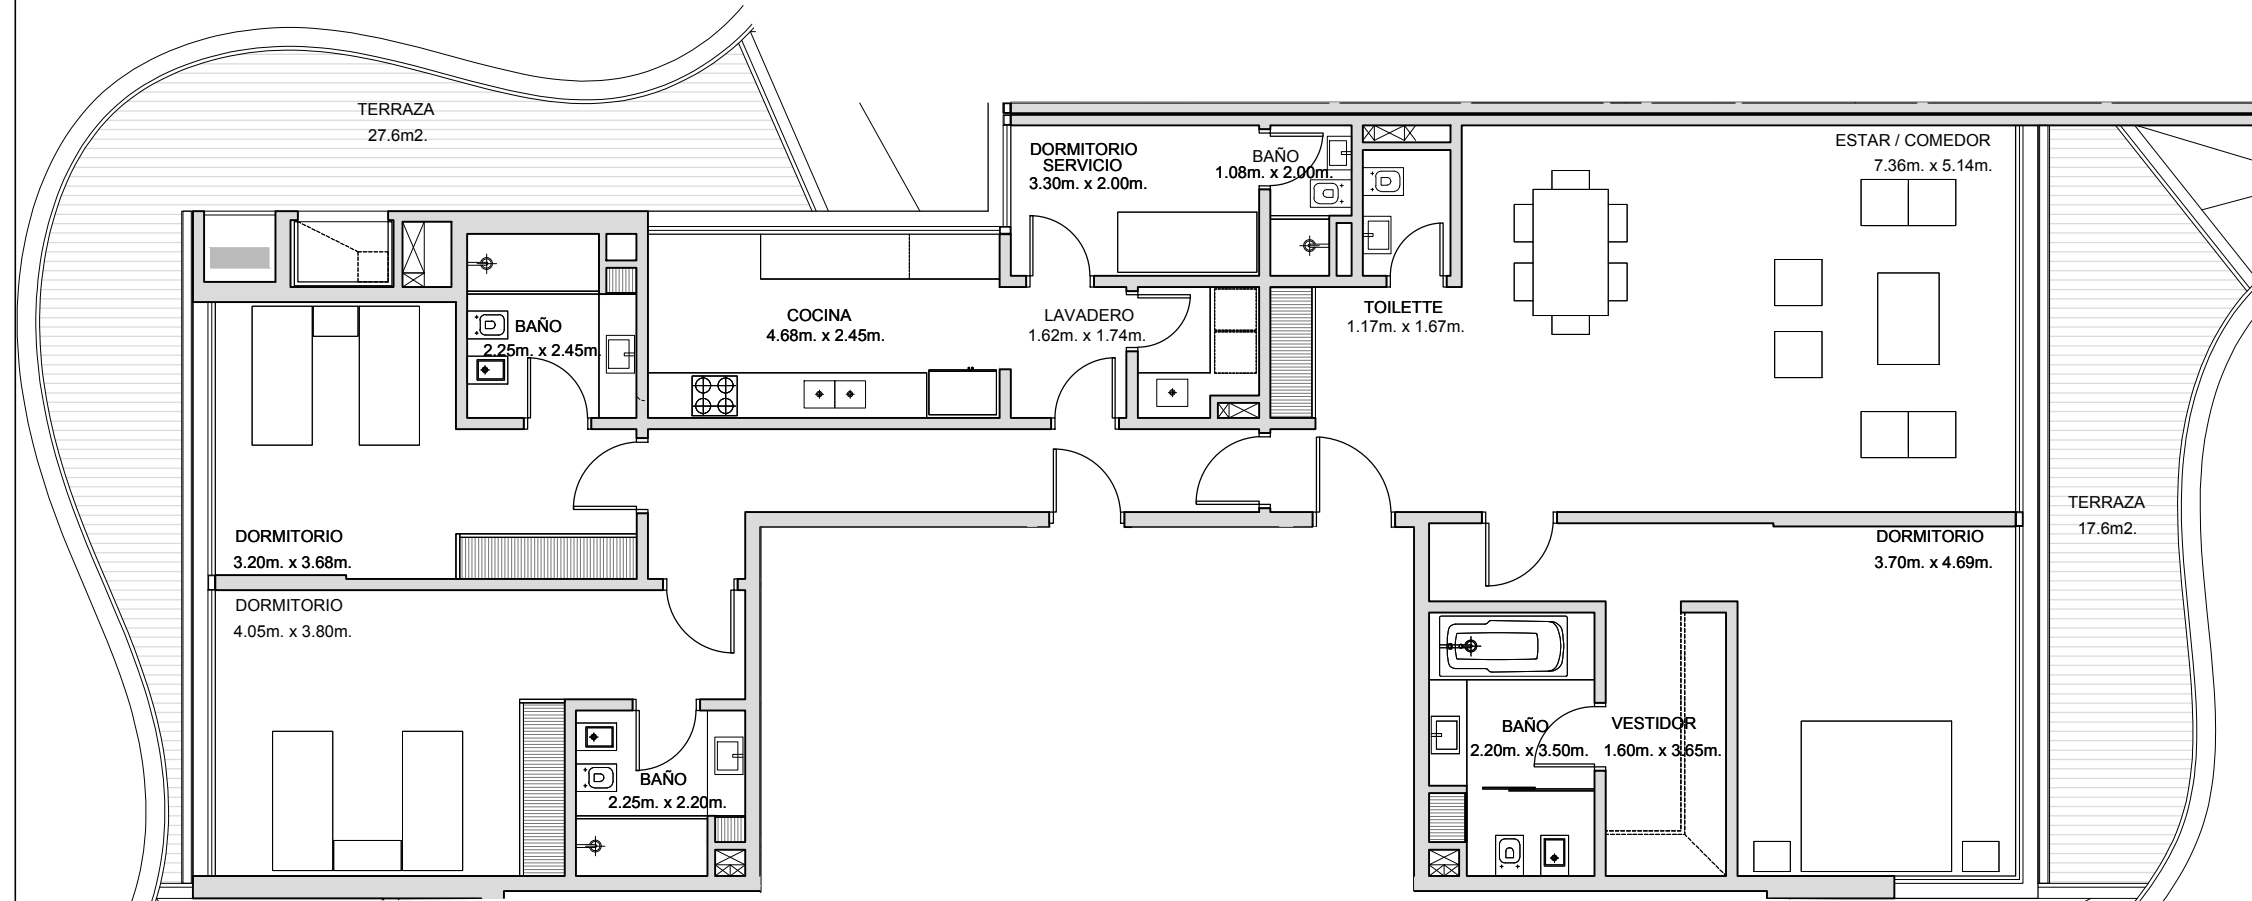 TERRAZA
27.6m2.
DORMITORIO
SERVICIO
3.30m. x 2.00m.
BAÑO
1.08m. x 2.00m.
ESTAR / COMEDOR
7.36m. x 5.14m.
BAÑO
2.25m. x 2.45m.
COCINA
4.68m. x 2.45m.
LAVADERO
1.62m. x 1.74m.
TOILETTE
1.17m. x 1.67m.
TERRAZA
17.6m2.
DORMITORIO
3.20m. x 3.68m.
DORMITORIO
3.70m. x 4.69m.
DORMITORIO
4.05m. x 3.80m.
BAÑO
2.25m. x 2.20m.
BAÑO
2.20m. x 3.50m.
VESTIDOR
1.60m. x 3.65m.